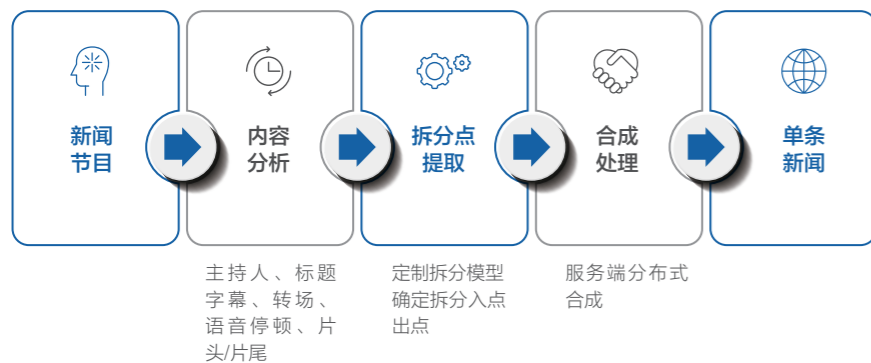 新闻
节目
内容
分析
拆分点
提取
合成
处理
单条
新闻
主持人、标题
字幕、转场、
语音停顿、片
头/片尾
定制拆分模型
确定拆分入点
出点
服务端分布式
合成